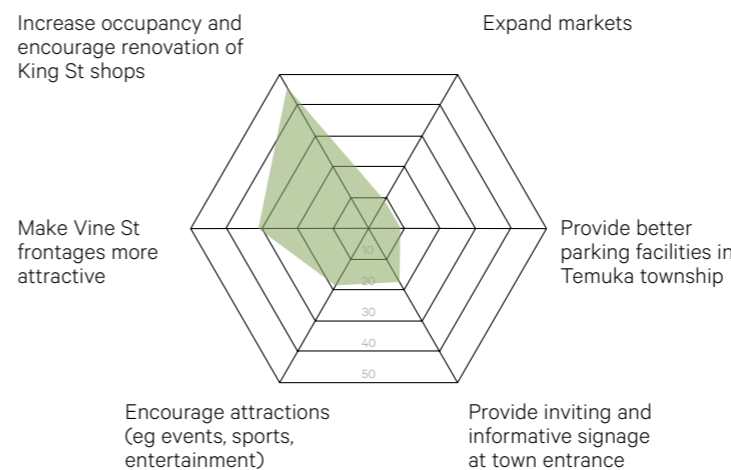 Increase occupancy and
encourage renovation of
King St shops
Expand markets
Make Vine St
frontages more
attractive
Provide better
parking facilities in
Temuka township
10
20
30
40
50
Encourage attractions
(eg events, sports,
entertainment)
Provide inviting and
informative signage
at town entrance